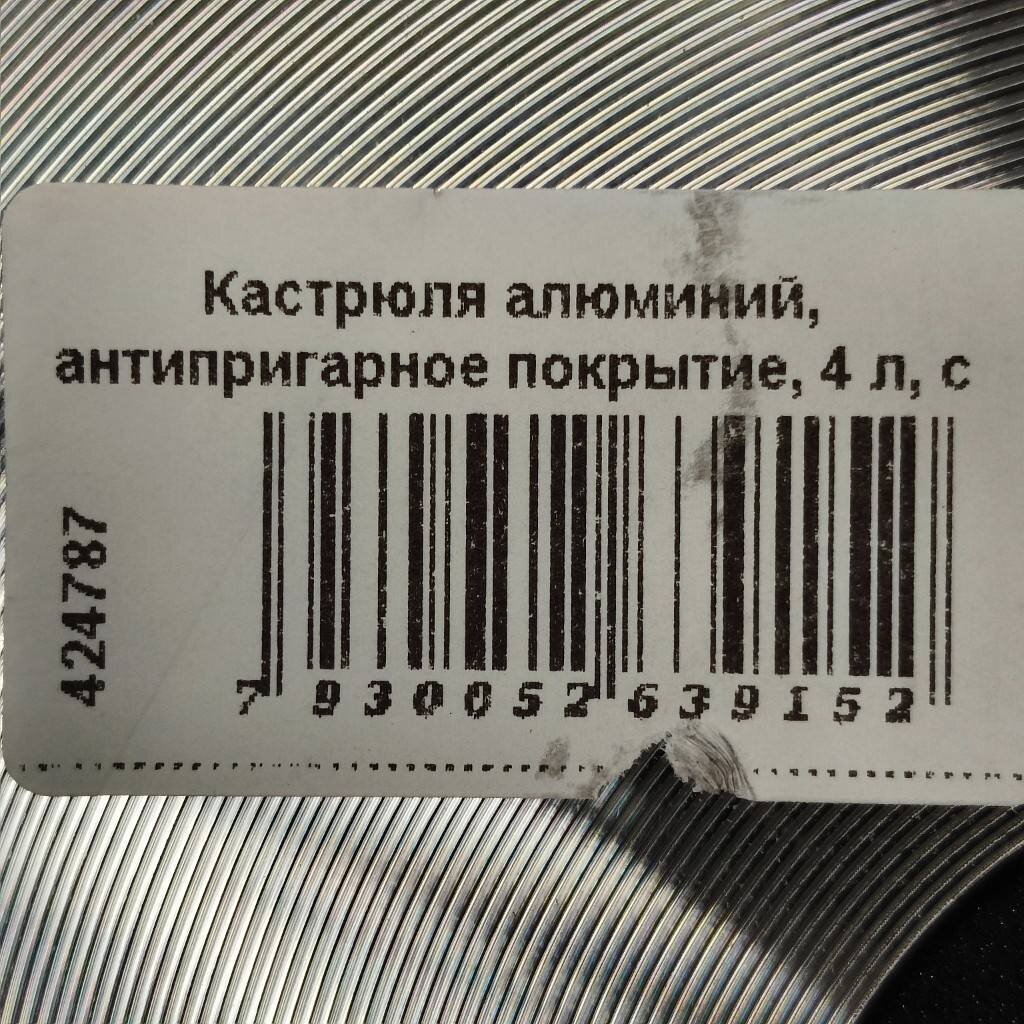 Кастрюля алюминий,
антипригарное покрытие, 4 л, с
424787
7 930052 639152